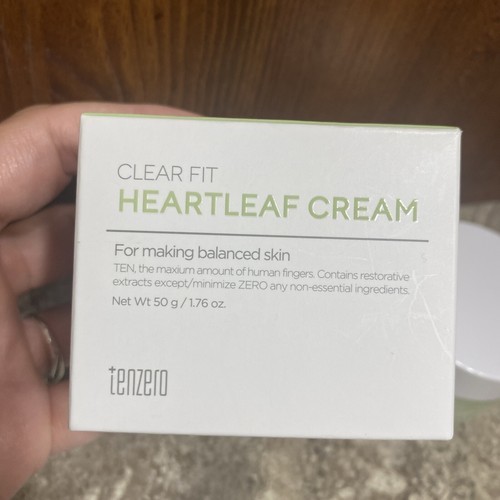 CLEAR FIT
HEARTLEAF CREAM
For making balanced skin
TEN, the maxium amount of human fingers. Contains restorative
extracts except/minimize ZERO any non-essential ingredients.
Net Wt 50 g / 1.76 oz.
tenzero